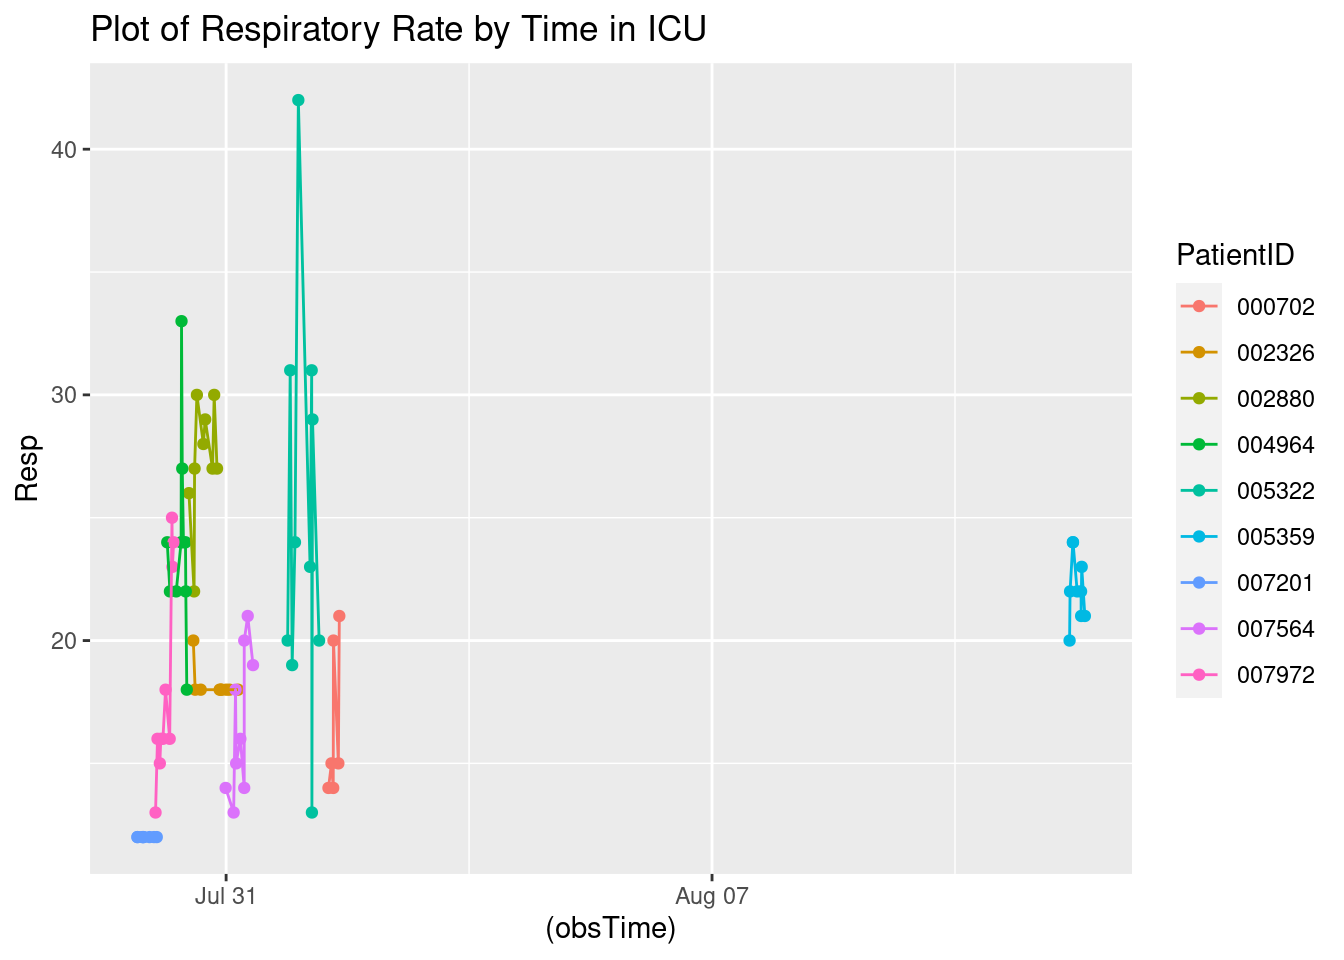 Plot of Respiratory Rate by Time in ICU
40
30
20
Resp
Jul 31
Aug 07
(obsTime)
PatientID
000702
002326
002880
004964
005322
005359
007201
007564
007972